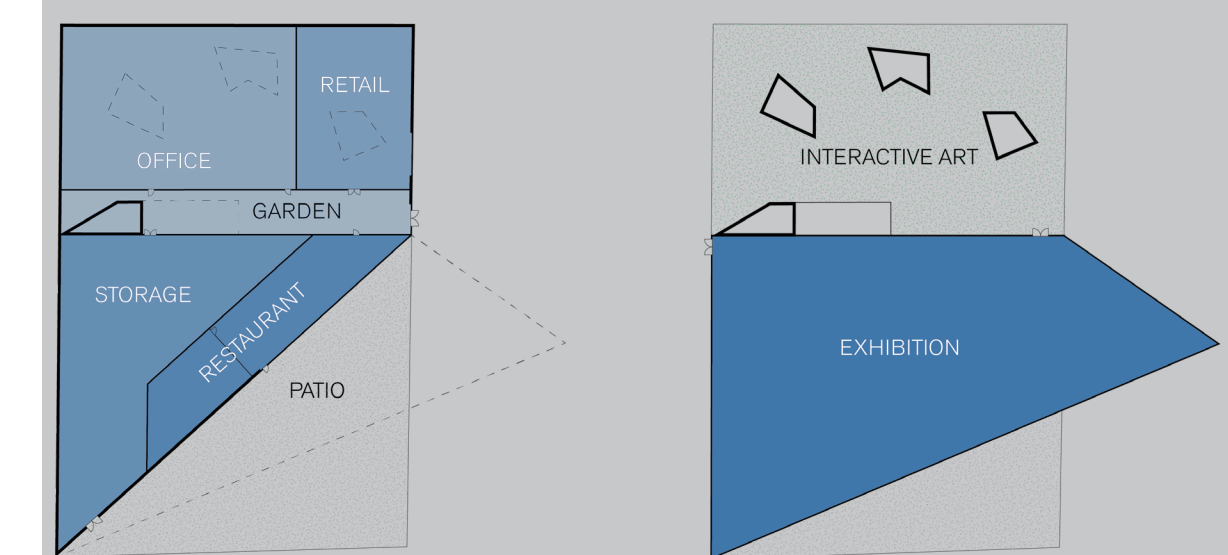 RETAIL
OFFICE
GARDEN
STORAGE
RESTAURANT
PATIO
INTERACTIVE ART
EXHIBITION